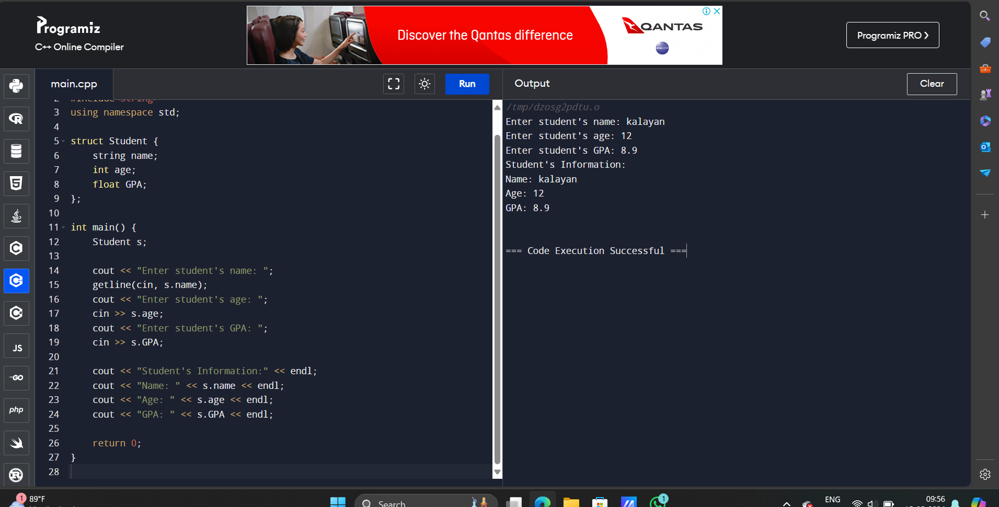 Programiz
C++ Online Compiler
Discover the Qantas difference
QANTAS
oneworld
Programiz PRO
main.cpp
Run
Output
Clear
2 #include<string>
3 using namespace std;
4
5 struct Student {
6 string name;
7 int age;
8 float GPA;
9 };
10
11 int main() {
12 Student s;
13
14 cout << "Enter student's name: ";
15 getline(cin, s.name);
16 cout << "Enter student's age: ";
17 cin >> s.age;
18 cout << "Enter student's GPA: ";
19 cin >> s.GPA;
20
21 cout << "Student's Information:" << endl;
22 cout << "Name: " << s.name << endl;
23 cout << "Age: " << s.age << endl;
24 cout << "GPA: " << s.GPA << endl;
25
26 return 0;
27 }
28
/tmp/dzosg2pdtu.o
Enter student's name: kalayan
Enter student's age: 12
Enter student's GPA: 8.9
Student's Information:
Name: kalayan
Age: 12
GPA: 8.9
=== Code Execution Successful ===
JS
GO
php
1
89°F
Search
1
ENG
09:56